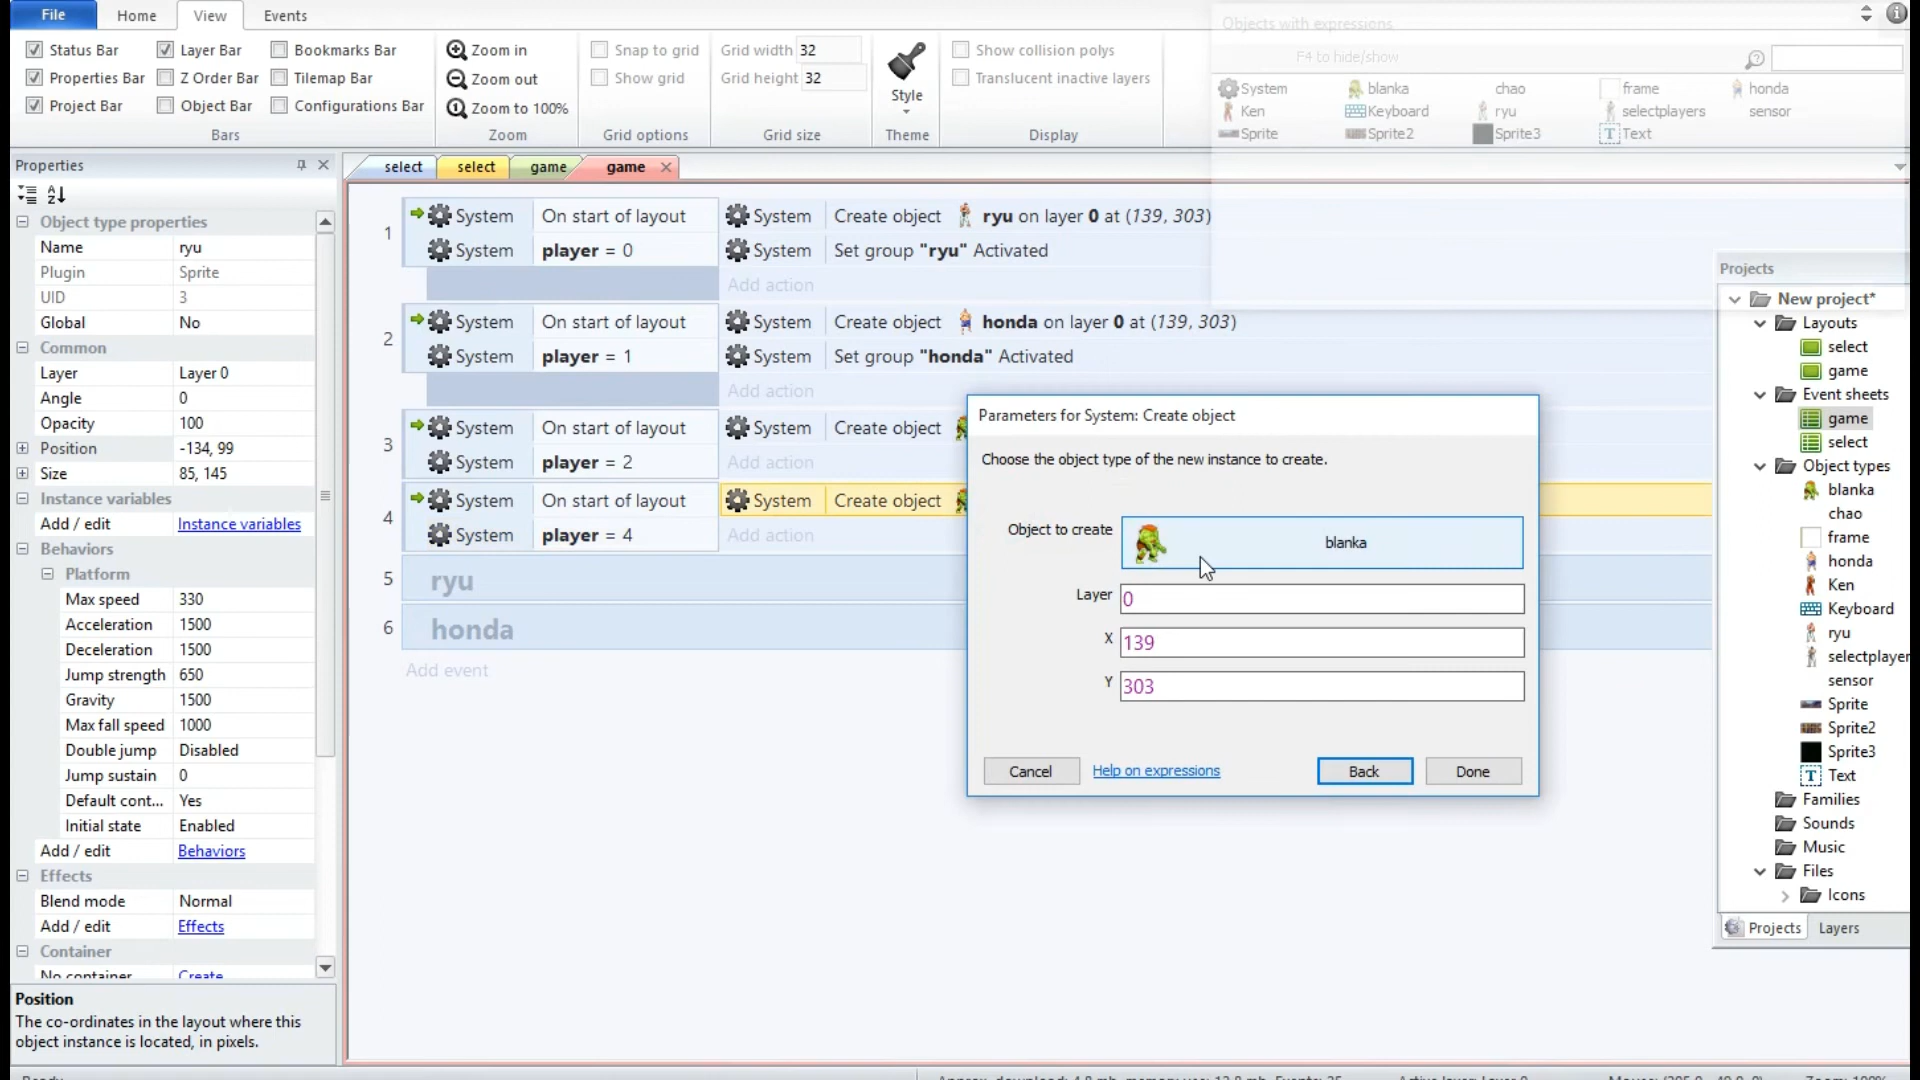 File Home View Events
Status Bar Layer Bar Bookmarks Bar
Properties Bar Z Order Bar Tilemap Bar
Project Bar Object Bar Configurations Bar
Bars
Zoom in
Zoom out
Zoom to 100%
Zoom
Snap to grid
Show grid
Grid options
Grid width 32
Grid height 32
Grid size
Style
Theme
Show collision polys
Translucent inactive layers
Display
Objects with expressions
F4 to hide/show
System blanka chao frame honda
Ken Keyboard ryu selectplayers sensor
Sprite Sprite2 Sprite3 Text
Properties
Object type properties
Name ryu
Plugin Sprite
UID 3
Global No
Common
Layer Layer 0
Angle 0
Opacity 100
Position -134, 99
Size 85, 145
Instance variables
Add / edit Instance variables
Behaviors
Platform
Max speed 330
Acceleration 1500
Deceleration 1500
Jump strength 650
Gravity 1500
Max fall speed 1000
Double jump Disabled
Jump sustain 0
Default cont... Yes
Initial state Enabled
Add / edit Behaviors
Effects
Blend mode Normal
Add / edit Effects
Container
No container Create
Position
The co-ordinates in the layout where this
object instance is located, in pixels.
select select game game
1 System On start of layout System Create object ryu on layer 0 at (139, 303)
System player = 0 System Set group "ryu" Activated
Add action
2 System On start of layout System Create object honda on layer 0 at (139, 303)
System player = 1 System Set group "honda" Activated
Add action
3 System On start of layout System Create object
System player = 2 Add action
4 System On start of layout System Create object
System player = 4 Add action
5 ryu
6 honda
Add event
Parameters for System: Create object
Choose the object type of the new instance to create.
Object to create blanka
Layer 0
X 139
Y 303
Cancel Help on expressions Back Done
Projects
New project*
Layouts
select
game
Event sheets
game
select
Object types
blanka
chao
frame
honda
Ken
Keyboard
ryu
selectplayer
sensor
Sprite
Sprite2
Sprite3
Text
Families
Sounds
Music
Files
Icons
Projects Layers